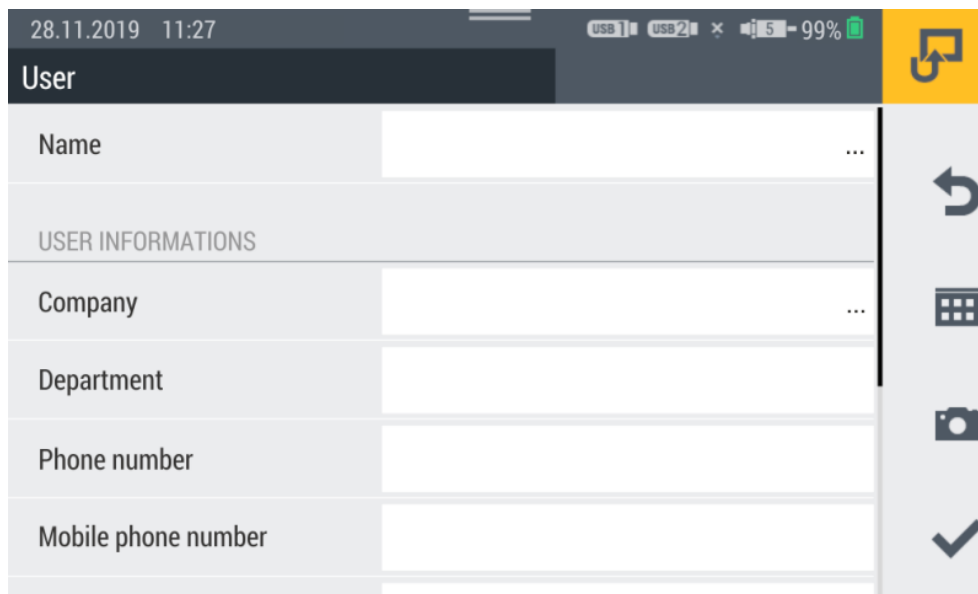 28.11.2019 11:27 USB 1 USB 2 5 99%
User
Name ...
USER INFORMATIONS
Company ...
Department
Phone number
Mobile phone number